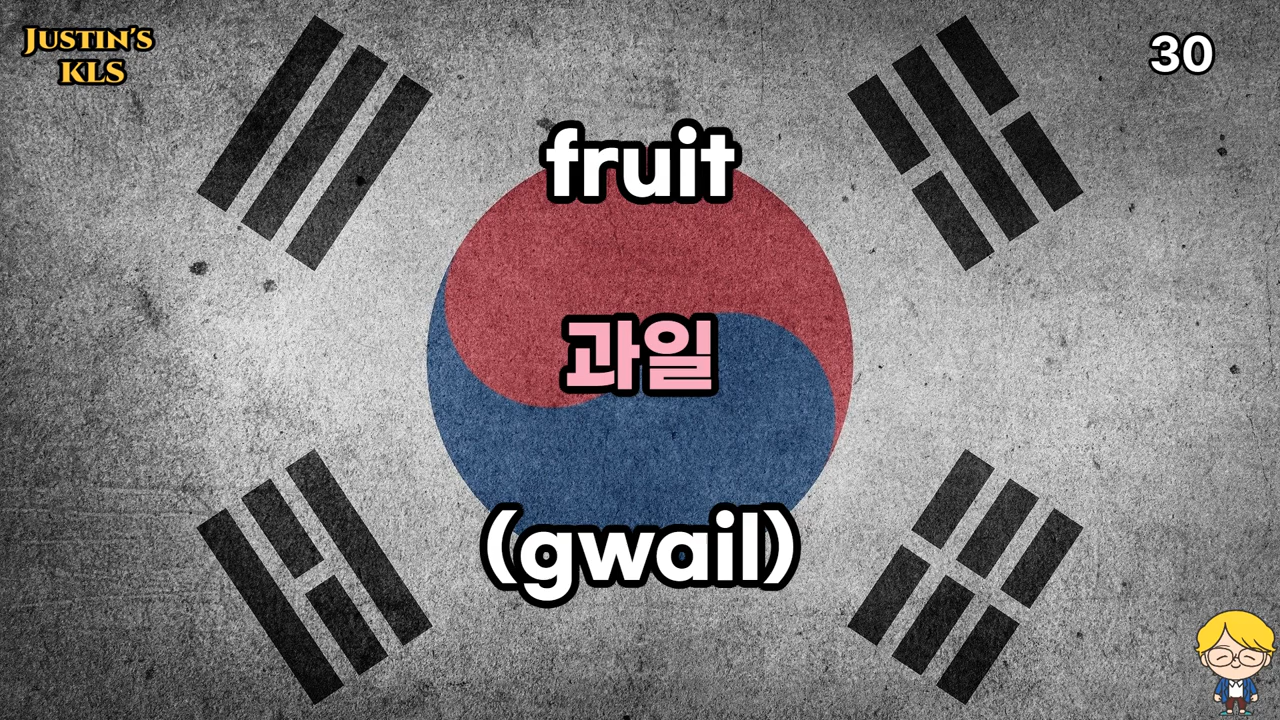 JUSTIN'S
KLS
30
fruit
과일
(gwail)